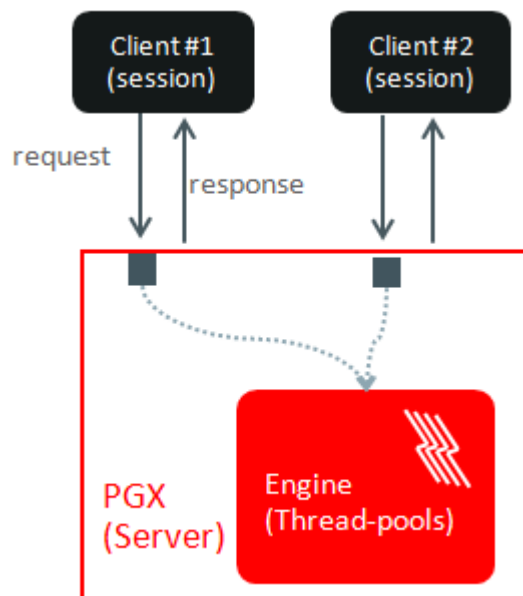 Client #1
(session)
Client #2
(session)
request
response
PGX
(Server)
Engine
(Thread-pools)